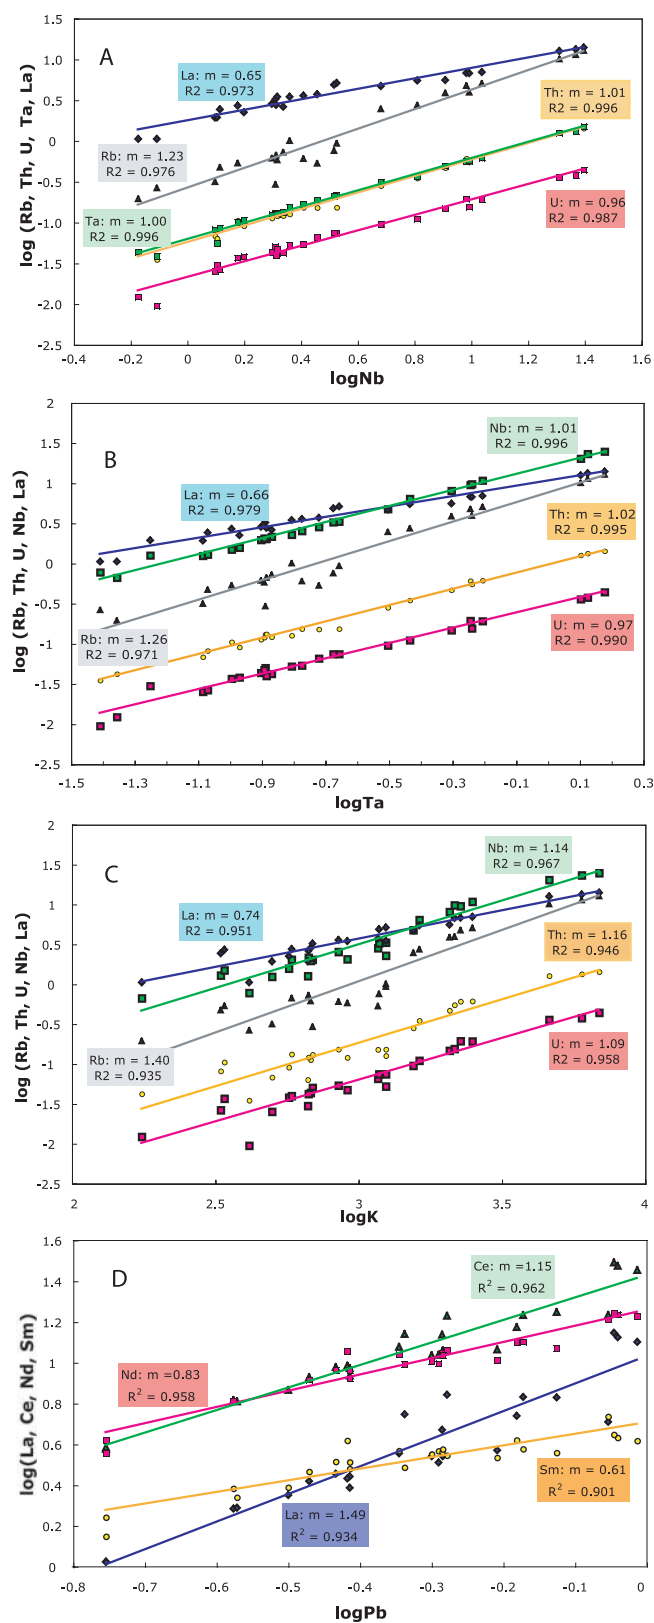 A
log (Rb, Th, U, Ta, La)
1.5
1.0
0.5
0
-0.5
-1.0
-1.5
-2.0
-2.5
La: m = 0.65
R2 = 0.973
Th: m = 1.01
R2 = 0.996
Rb: m = 1.23
R2 = 0.976
Ta: m = 1.00
R2 = 0.996
U: m = 0.96
R2 = 0.987
-0.4 -0.2 0 0.2 0.4 0.6 0.8 1 1.2 1.4 1.6
logNb
B
log (Rb, Th, U, Nb, La)
2
1.5
1
0.5
0
-0.5
-1
-1.5
-2
-2.5
Nb: m = 1.01
R2 = 0.996
La: m = 0.66
R2 = 0.979
Th: m = 1.02
R2 = 0.995
Rb: m = 1.26
R2 = 0.971
U: m = 0.97
R2 = 0.990
-1.5 -1.3 -1.1 -0.9 -0.7 -0.5 -0.3 -0.1 0.1 0.3
logTa
C
log (Rb, Th, U, Nb, La)
2
1.5
1
0.5
0
-0.5
-1
-1.5
-2
-2.5
Nb: m = 1.14
R2 = 0.967
La: m = 0.74
R2 = 0.951
Th: m = 1.16
R2 = 0.946
Rb: m = 1.40
R2 = 0.935
U: m = 1.09
R2 = 0.958
2 2.5 3 3.5 4
logK
D
log(La, Ce, Nd, Sm)
1.6
1.4
1.2
1
0.8
0.6
0.4
0.2
0
Ce: m =1.15
R² = 0.962
Nd: m =0.83
R² = 0.958
Sm: m = 0.61
R² = 0.901
La: m = 1.49
R² = 0.934
-0.8 -0.7 -0.6 -0.5 -0.4 -0.3 -0.2 -0.1 0
logPb